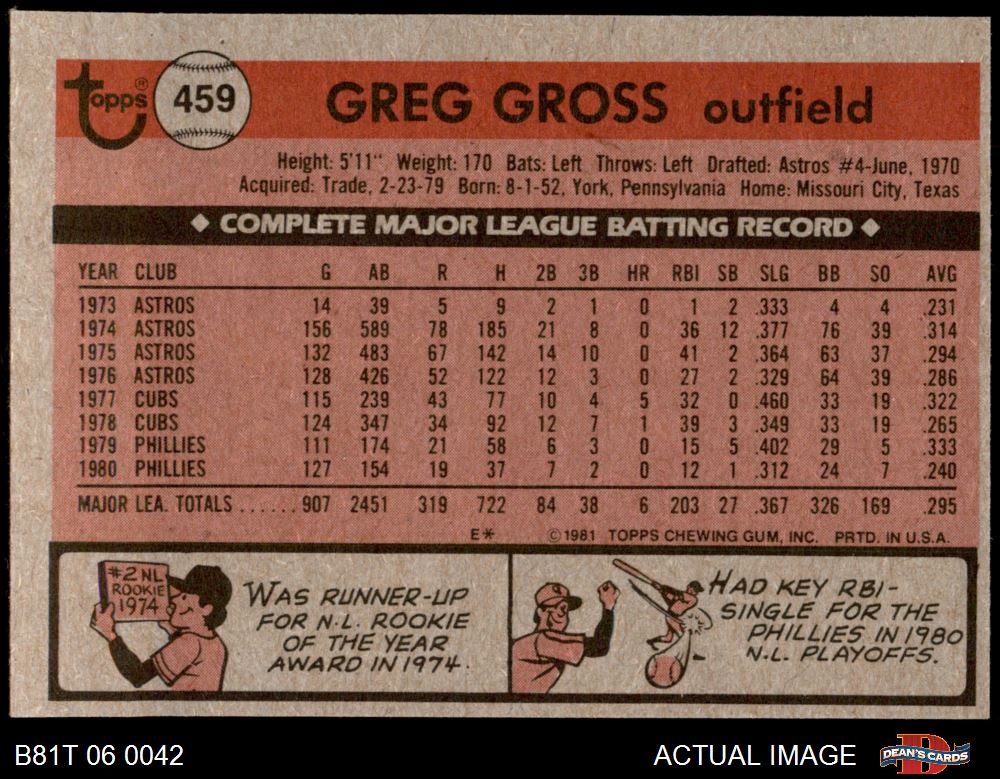 topps® 459 GREG GROSS outfield
Height: 5'11" Weight: 170 Bats: Left Throws: Left Drafted: Astros #4-June, 1970
Acquired: Trade, 2-23-79 Born: 8-1-52, York, Pennsylvania Home: Missouri City, Texas
◆ COMPLETE MAJOR LEAGUE BATTING RECORD ◆
YEAR CLUB G AB R H 2B 3B HR RBI SB SLG BB SO AVG
1973 ASTROS 14 39 5 9 2 1 0 1 2 .333 4 4 .231
1974 ASTROS 156 589 78 185 21 8 0 36 12 .377 76 39 .314
1975 ASTROS 132 483 67 142 14 10 0 41 2 .364 63 37 .294
1976 ASTROS 128 426 52 122 12 3 0 27 2 .329 64 39 .286
1977 CUBS 115 239 43 77 10 4 5 32 0 .460 33 19 .322
1978 CUBS 124 347 34 92 12 7 1 39 3 .349 33 19 .265
1979 PHILLIES 111 174 21 58 6 3 0 15 5 .402 29 5 .333
1980 PHILLIES 127 154 19 37 7 2 0 12 1 .312 24 7 .240
MAJOR LEA. TOTALS ...... 907 2451 319 722 84 38 6 203 27 .367 326 169 .295
E* ©1981 TOPPS CHEWING GUM, INC. PRTD. IN U.S.A.
#2 NL
ROOKIE
1974
WAS RUNNER-UP
FOR N.L. ROOKIE
OF THE YEAR
AWARD IN 1974.
HAD KEY RBI-
SINGLE FOR THE
PHILLIES IN 1980
N.L. PLAYOFFS.
B81T 06 0042 ACTUAL IMAGE DEAN'S CARDS